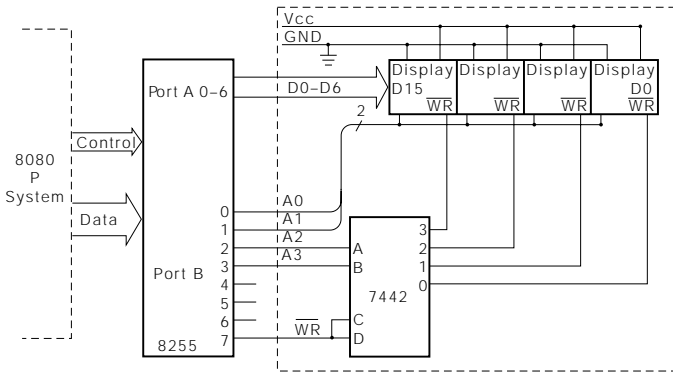 Vcc
GND
Display Display Display Display
D15 D0
WR WR WR WR
Port A 0-6
D0-D6
2
Control
8080
P
System
Data
0
A0
1
A1
2
A2
A
3
3
A3
B
2
Port B
1
4
7442
0
5
6
C
7
WR
D
8255